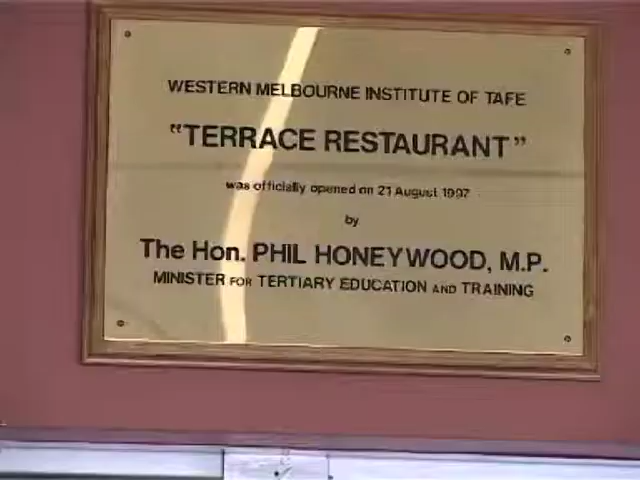 WESTERN MELBOURNE INSTITUTE OF TAFE
"TERRACE RESTAURANT"
was officially opened on 21 August 1997
by
The Hon. PHIL HONEYWOOD, M.P.
MINISTER FOR TERTIARY EDUCATION AND TRAINING